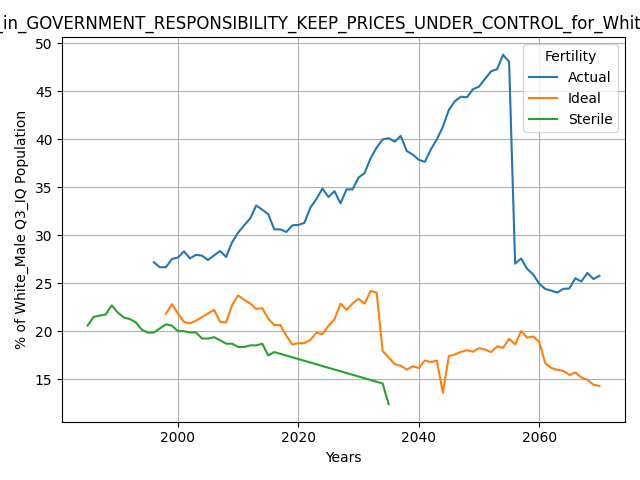 _in_GOVERNMENT_RESPONSIBILITY_KEEP_PRICES_UNDER_CONTROL_for_Whit
Fertility
Actual
Ideal
Sterile
50
45
40
35
30
25
20
15
% of White_Male Q3_IQ Population
2000 2020 2040 2060
Years